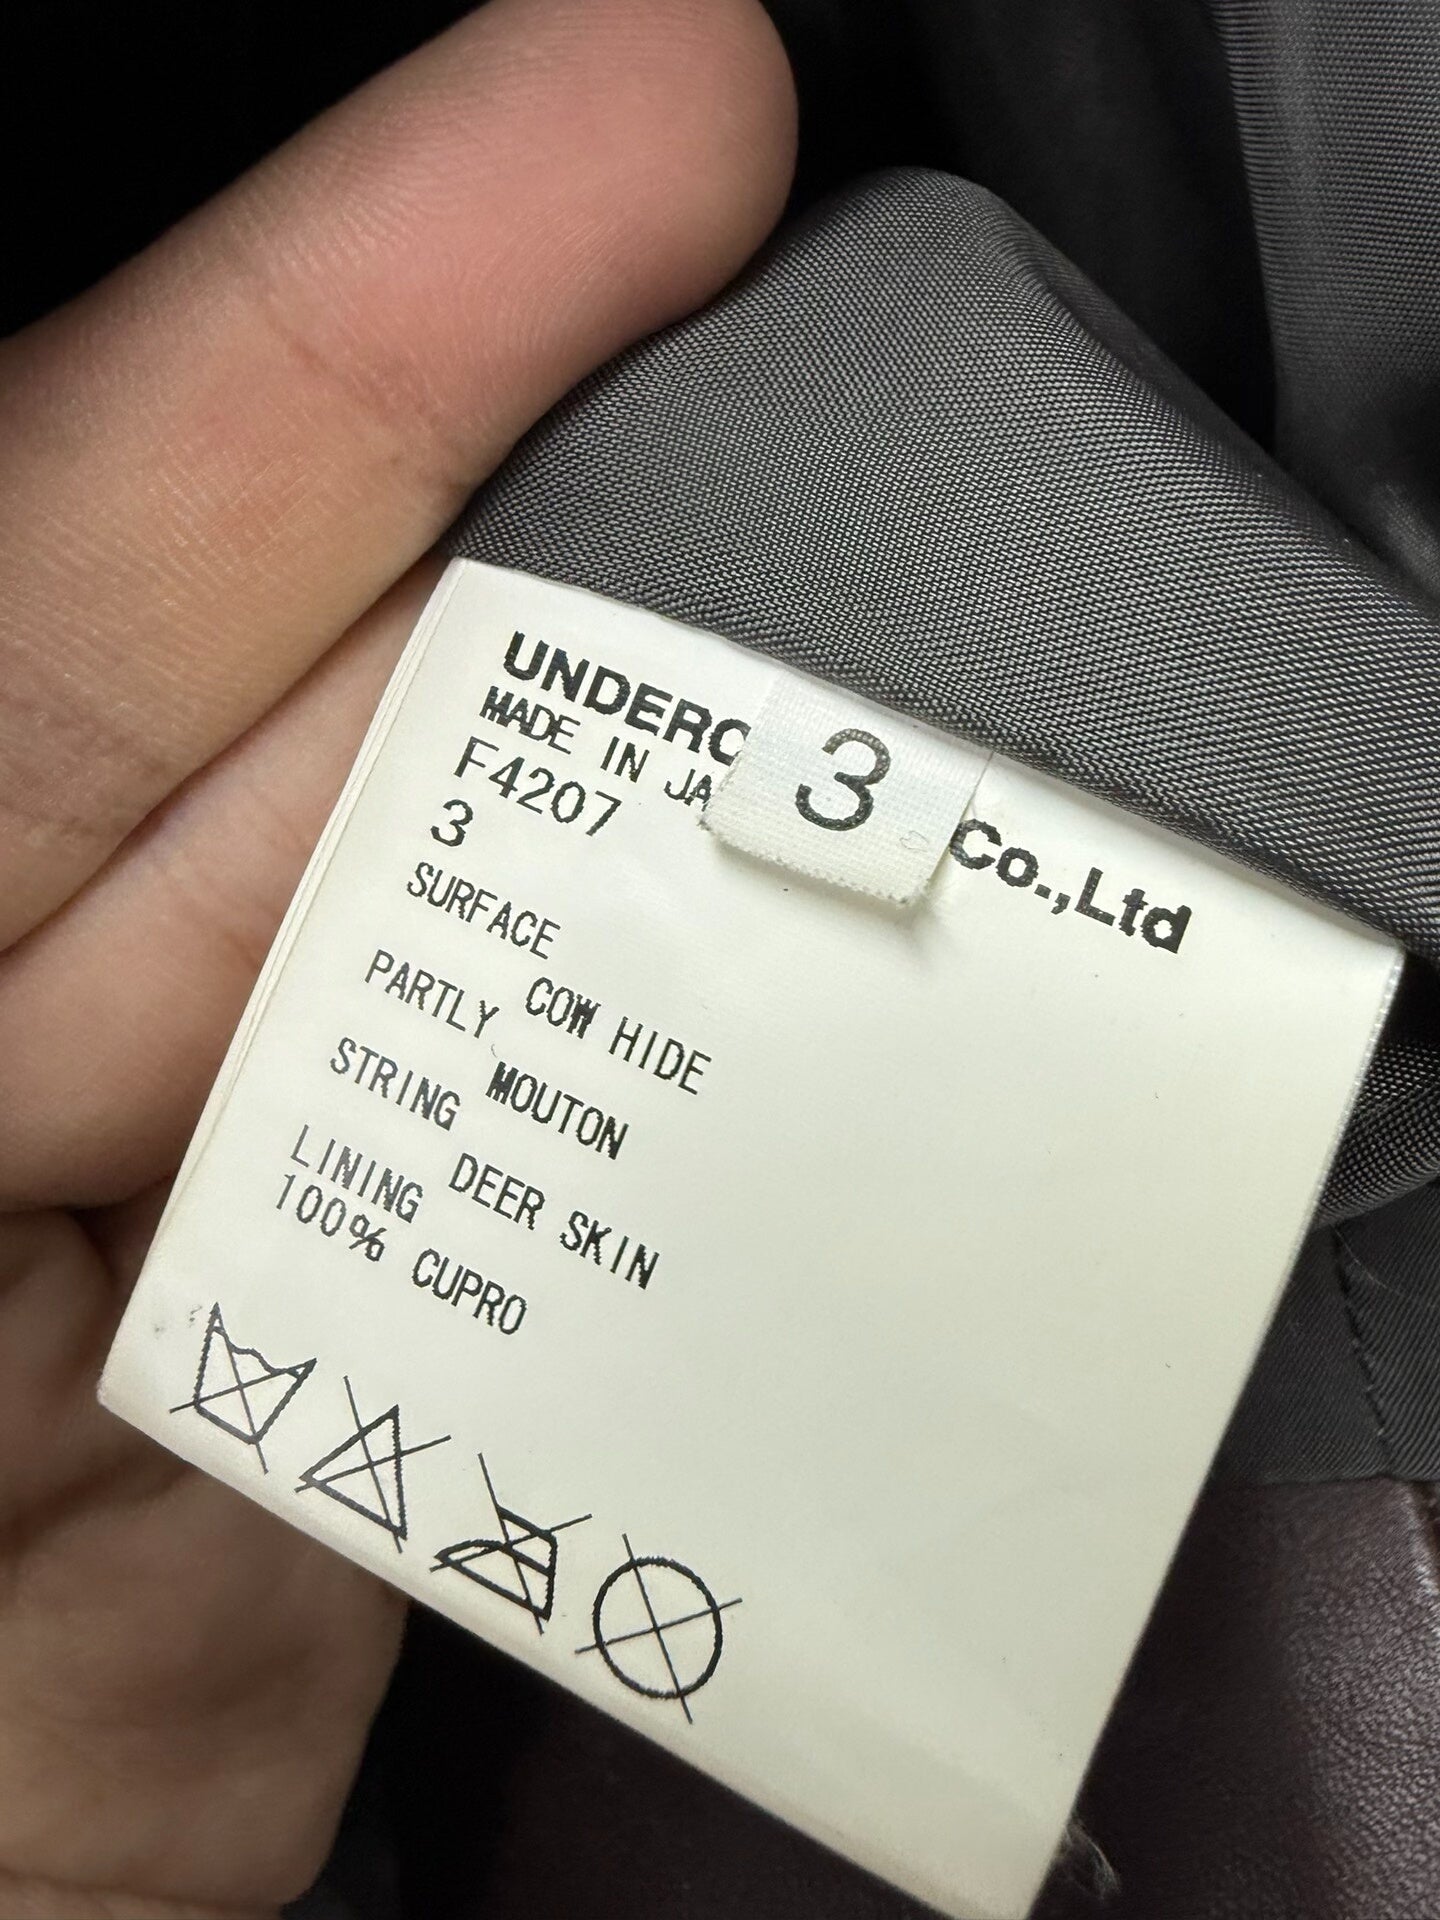 UNDERC Co.,Ltd
MADE IN JA
3
F4207
3
SURFACE
COW HIDE
PARTLY
MOUTON
STRING
DEER SKIN
LINING
100% CUPRO